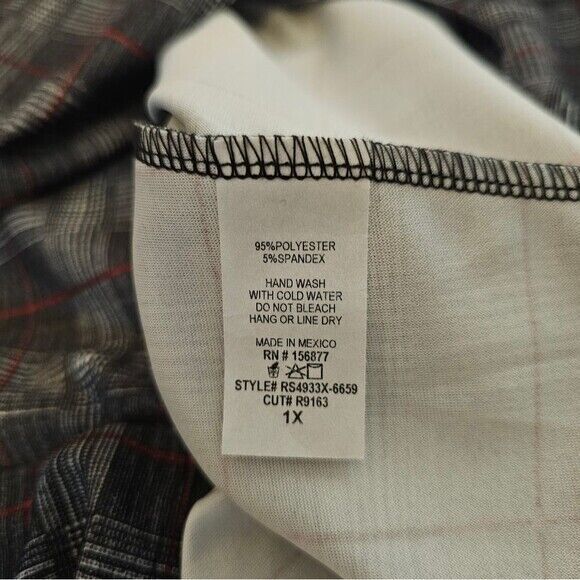 95%POLYESTER
5%SPANDEX
HAND WASH
WITH COLD WATER
DO NOT BLEACH
HANG OR LINE DRY
MADE IN MEXICO
RN # 156877
STYLE# RS4933X-6659
CUT# R9163
1X